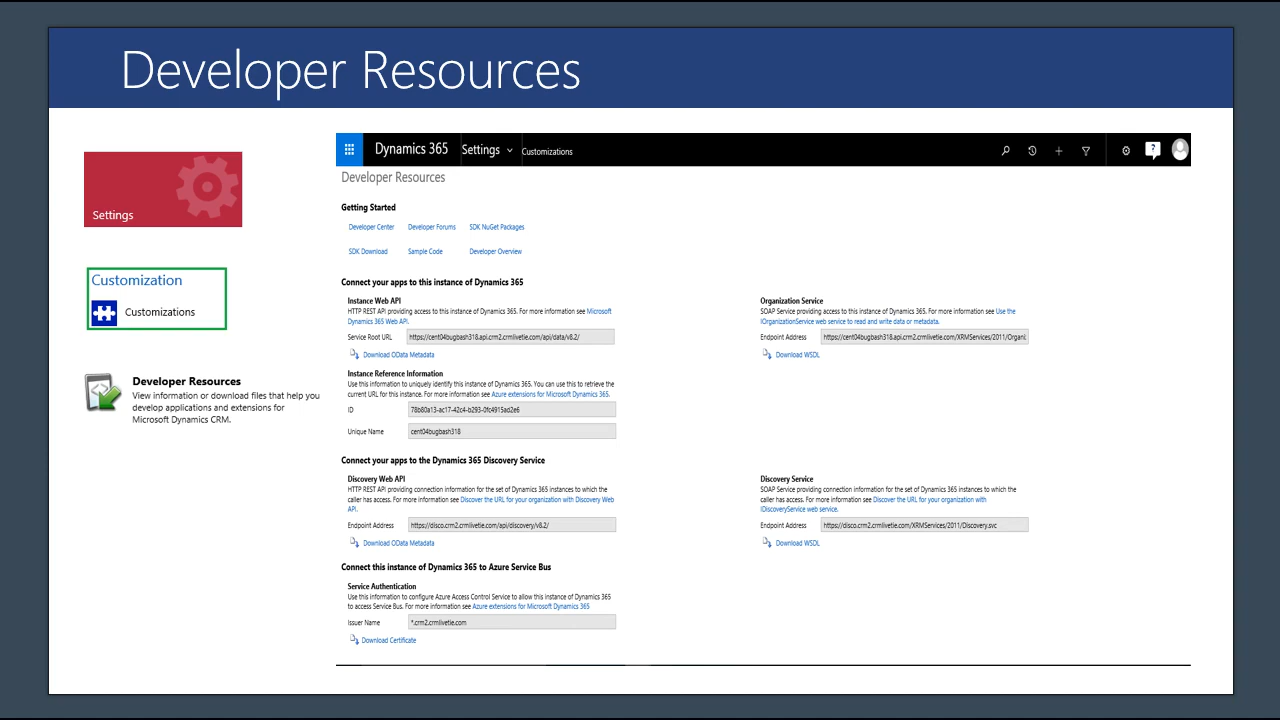 Developer Resources
Settings
Customization
Customizations
Developer Resources
View information or download files that help you
develop applications and extensions for
Microsoft Dynamics CRM.
Dynamics 365 Settings Customizations
?
Developer Resources
Getting Started
Developer Center Developer Forums SDK NuGet Packages
SDK Download Sample Code Developer Overview
Connect your apps to this instance of Dynamics 365
Instance Web API
HTTP REST API providing access to this instance of Dynamics 365. For more information see Microsoft
Dynamics 365 Web API.
Service Root URL https://cent04bugbash318.api.crm2.crmlivetie.com/api/data/v8.2/
Download OData Metadata
Organization Service
SOAP Service providing access to this instance of Dynamics 365. For more information see Use the
IOrganizationService web service to read and write data or metadata.
Endpoint Address https://cent04bugbash318.api.crm2.crmlivetie.com/XRMServices/2011/Organi
Download WSDL
Instance Reference Information
Use this information to uniquely identify this instance of Dynamics 365. You can use this to retrieve the
current URL for this instance. For more information see Azure extensions for Microsoft Dynamics 365.
ID 78b80a13-ac17-42c4-b293-0fc4915ad2e6
Unique Name cent04bugbash318
Connect your apps to the Dynamics 365 Discovery Service
Discovery Web API
HTTP REST API providing connection information for the set of Dynamics 365 instances to which the
caller has access. For more information see Discover the URL for your organization with Discovery Web
API.
Endpoint Address https://disco.crm2.crmlivetie.com/api/discovery/v8.2/
Download OData Metadata
Discovery Service
SOAP Service providing connection information for the set of Dynamics 365 instances to which the
caller has access. For more information see Discover the URL for your organization with
IDiscoveryService web service.
Endpoint Address https://disco.crm2.crmlivetie.com/XRMServices/2011/Discovery.svc
Download WSDL
Connect this instance of Dynamics 365 to Azure Service Bus
Service Authentication
Use this information to configure Azure Access Control Service to allow this instance of Dynamics 365
to access Service Bus. For more information see Azure extensions for Microsoft Dynamics 365
Issuer Name *.crm2.crmlivetie.com
Download Certificate